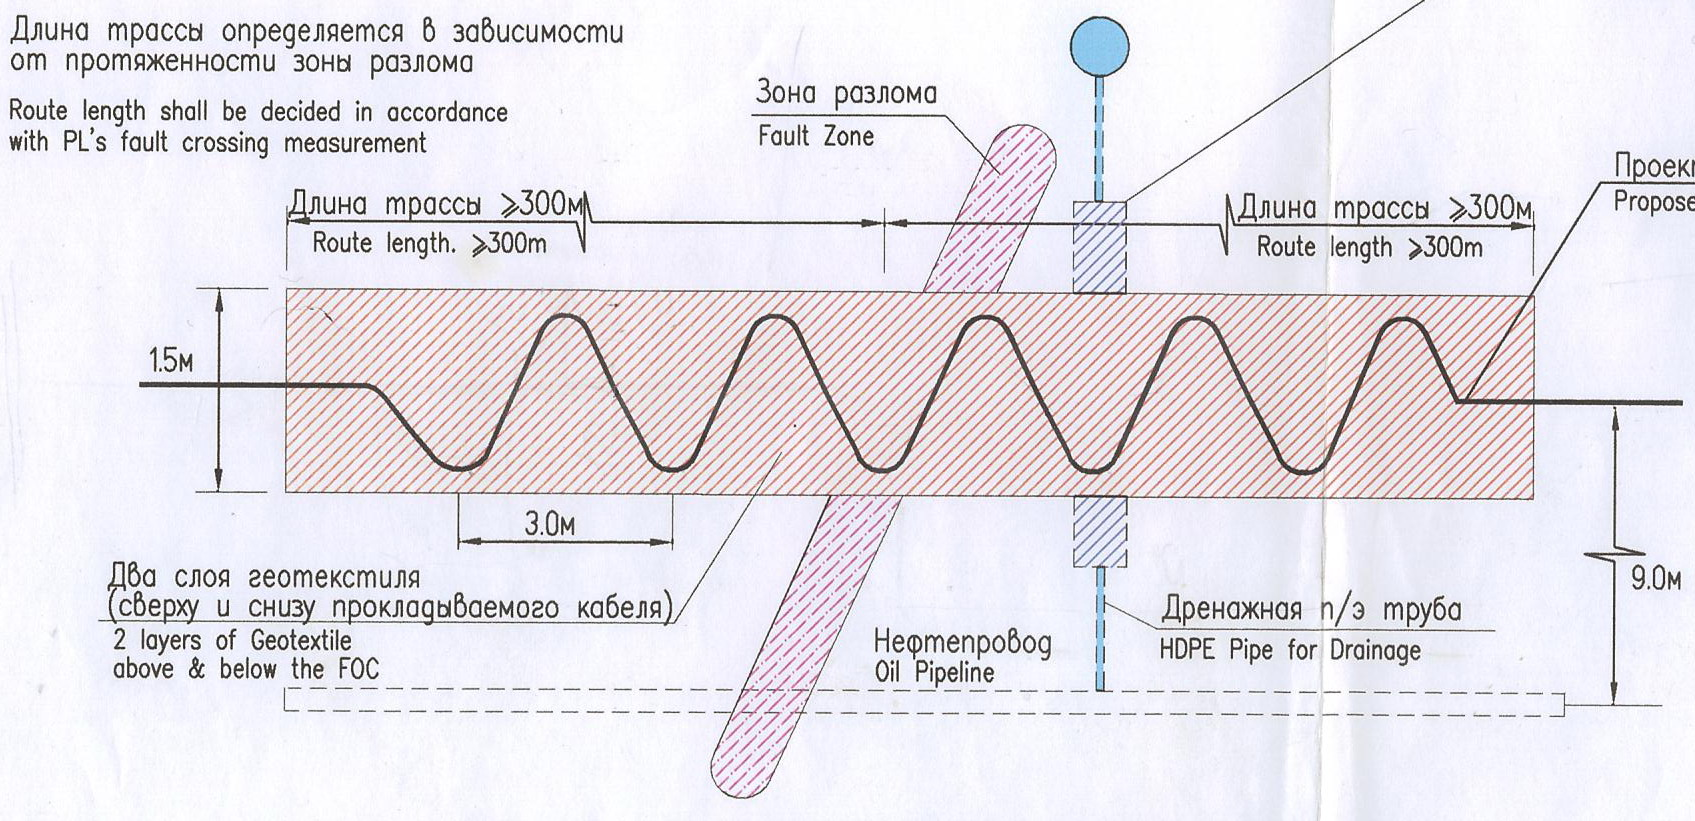 Длина трассы определяется в зависимости
от протяженности зоны разлома
Route length shall be decided in accordance
with PL's fault crossing measurement
Зона разлома
Fault Zone
Длина трассы ⩾300м
Route length. ⩾300m
Длина трассы ⩾300м
Route length ⩾300m
Проек
Propose
1.5м
3.0м
9.0м
Два слоя геотекстиля
(сверху и снизу прокладываемого кабеля)
2 layers of Geotextile
above & below the FOC
Нефтепровод
Oil Pipeline
Дренажная п/э труба
HDPE Pipe for Drainage